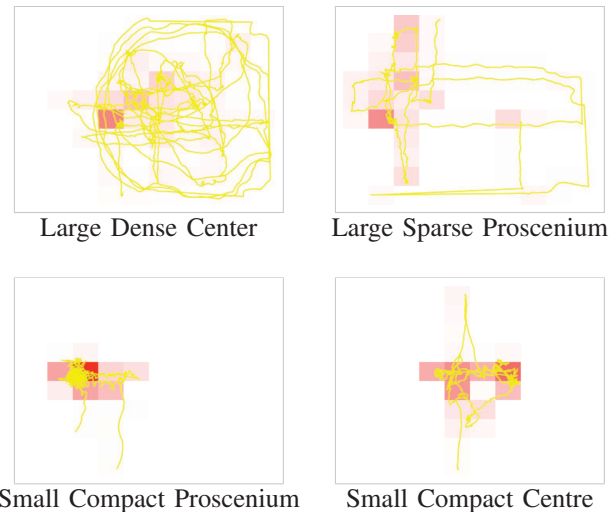 Large Dense Center
Large Sparse Proscenium
Small Compact Proscenium
Small Compact Centre